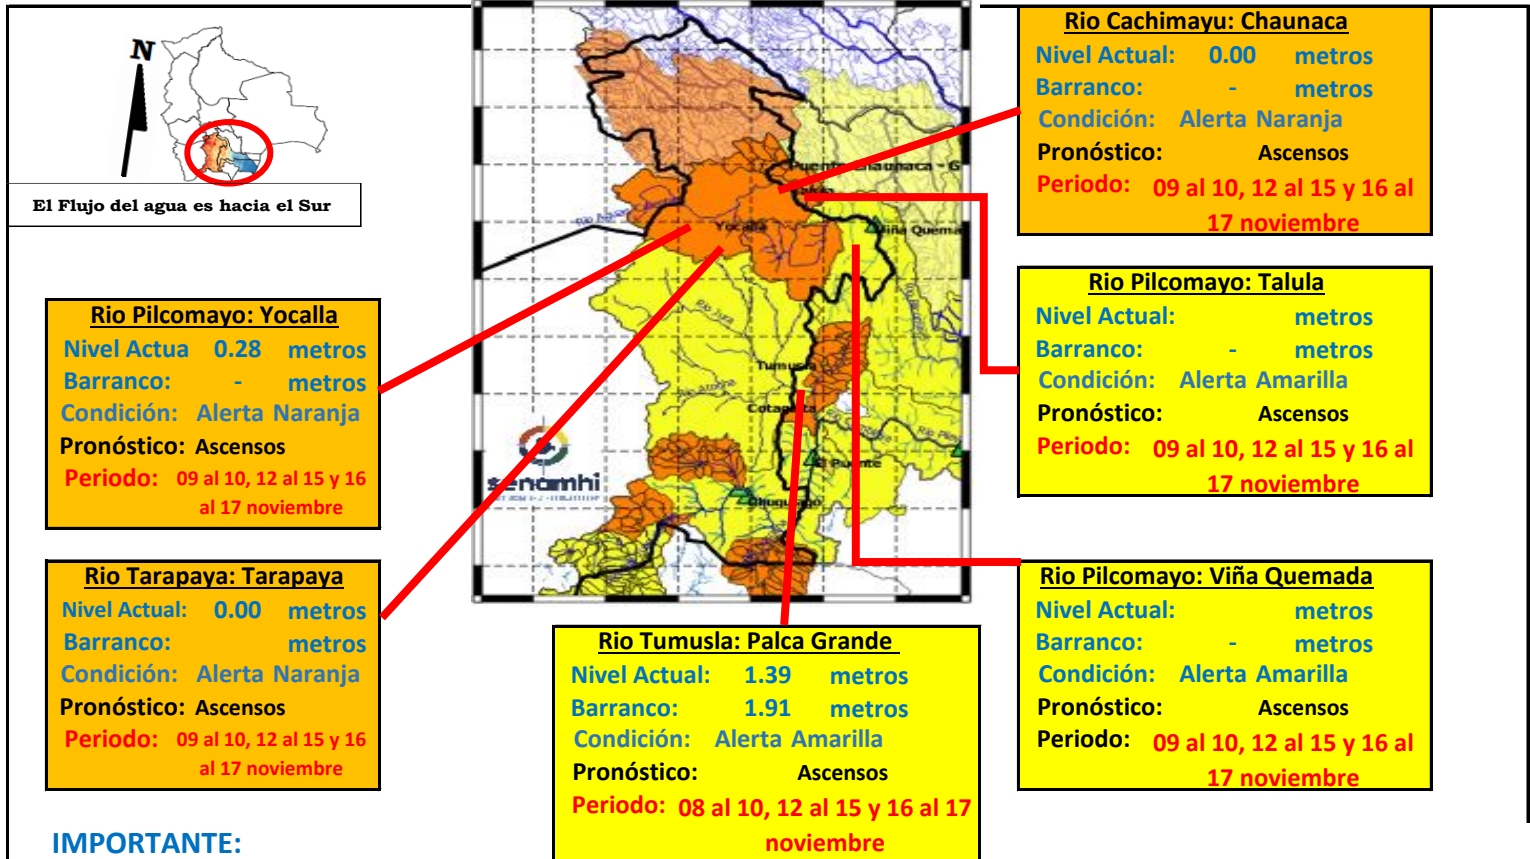 N
El Flujo del agua es hacia el Sur
Rio Pilcomayo: Yocalla
Nivel Actua 0.28 metros
Barranco: - metros
Condición: Alerta Naranja
Pronóstico: Ascensos
Periodo: 09 al 10, 12 al 15 y 16
al 17 noviembre
Rio Tarapaya: Tarapaya
Nivel Actual: 0.00 metros
Barranco: metros
Condición: Alerta Naranja
Pronóstico: Ascensos
Periodo: 09 al 10, 12 al 15 y 16
al 17 noviembre
IMPORTANTE:
Puente Chaunaca - G
Yocalla
Viña Quema
Tumusla
Cotagaita
El Puente
Chuquiago
senamhi
Rio Tumusla: Palca Grande
Nivel Actual: 1.39 metros
Barranco: 1.91 metros
Condición: Alerta Amarilla
Pronóstico: Ascensos
Periodo: 08 al 10, 12 al 15 y 16 al 17
noviembre
Rio Cachimayu: Chaunaca
Nivel Actual: 0.00 metros
Barranco: - metros
Condición: Alerta Naranja
Pronóstico: Ascensos
Periodo: 09 al 10, 12 al 15 y 16 al
17 noviembre
Rio Pilcomayo: Talula
Nivel Actual: metros
Barranco: - metros
Condición: Alerta Amarilla
Pronóstico: Ascensos
Periodo: 09 al 10, 12 al 15 y 16 al
17 noviembre
Rio Pilcomayo: Viña Quemada
Nivel Actual: metros
Barranco: - metros
Condición: Alerta Amarilla
Pronóstico: Ascensos
Periodo: 09 al 10, 12 al 15 y 16 al
17 noviembre